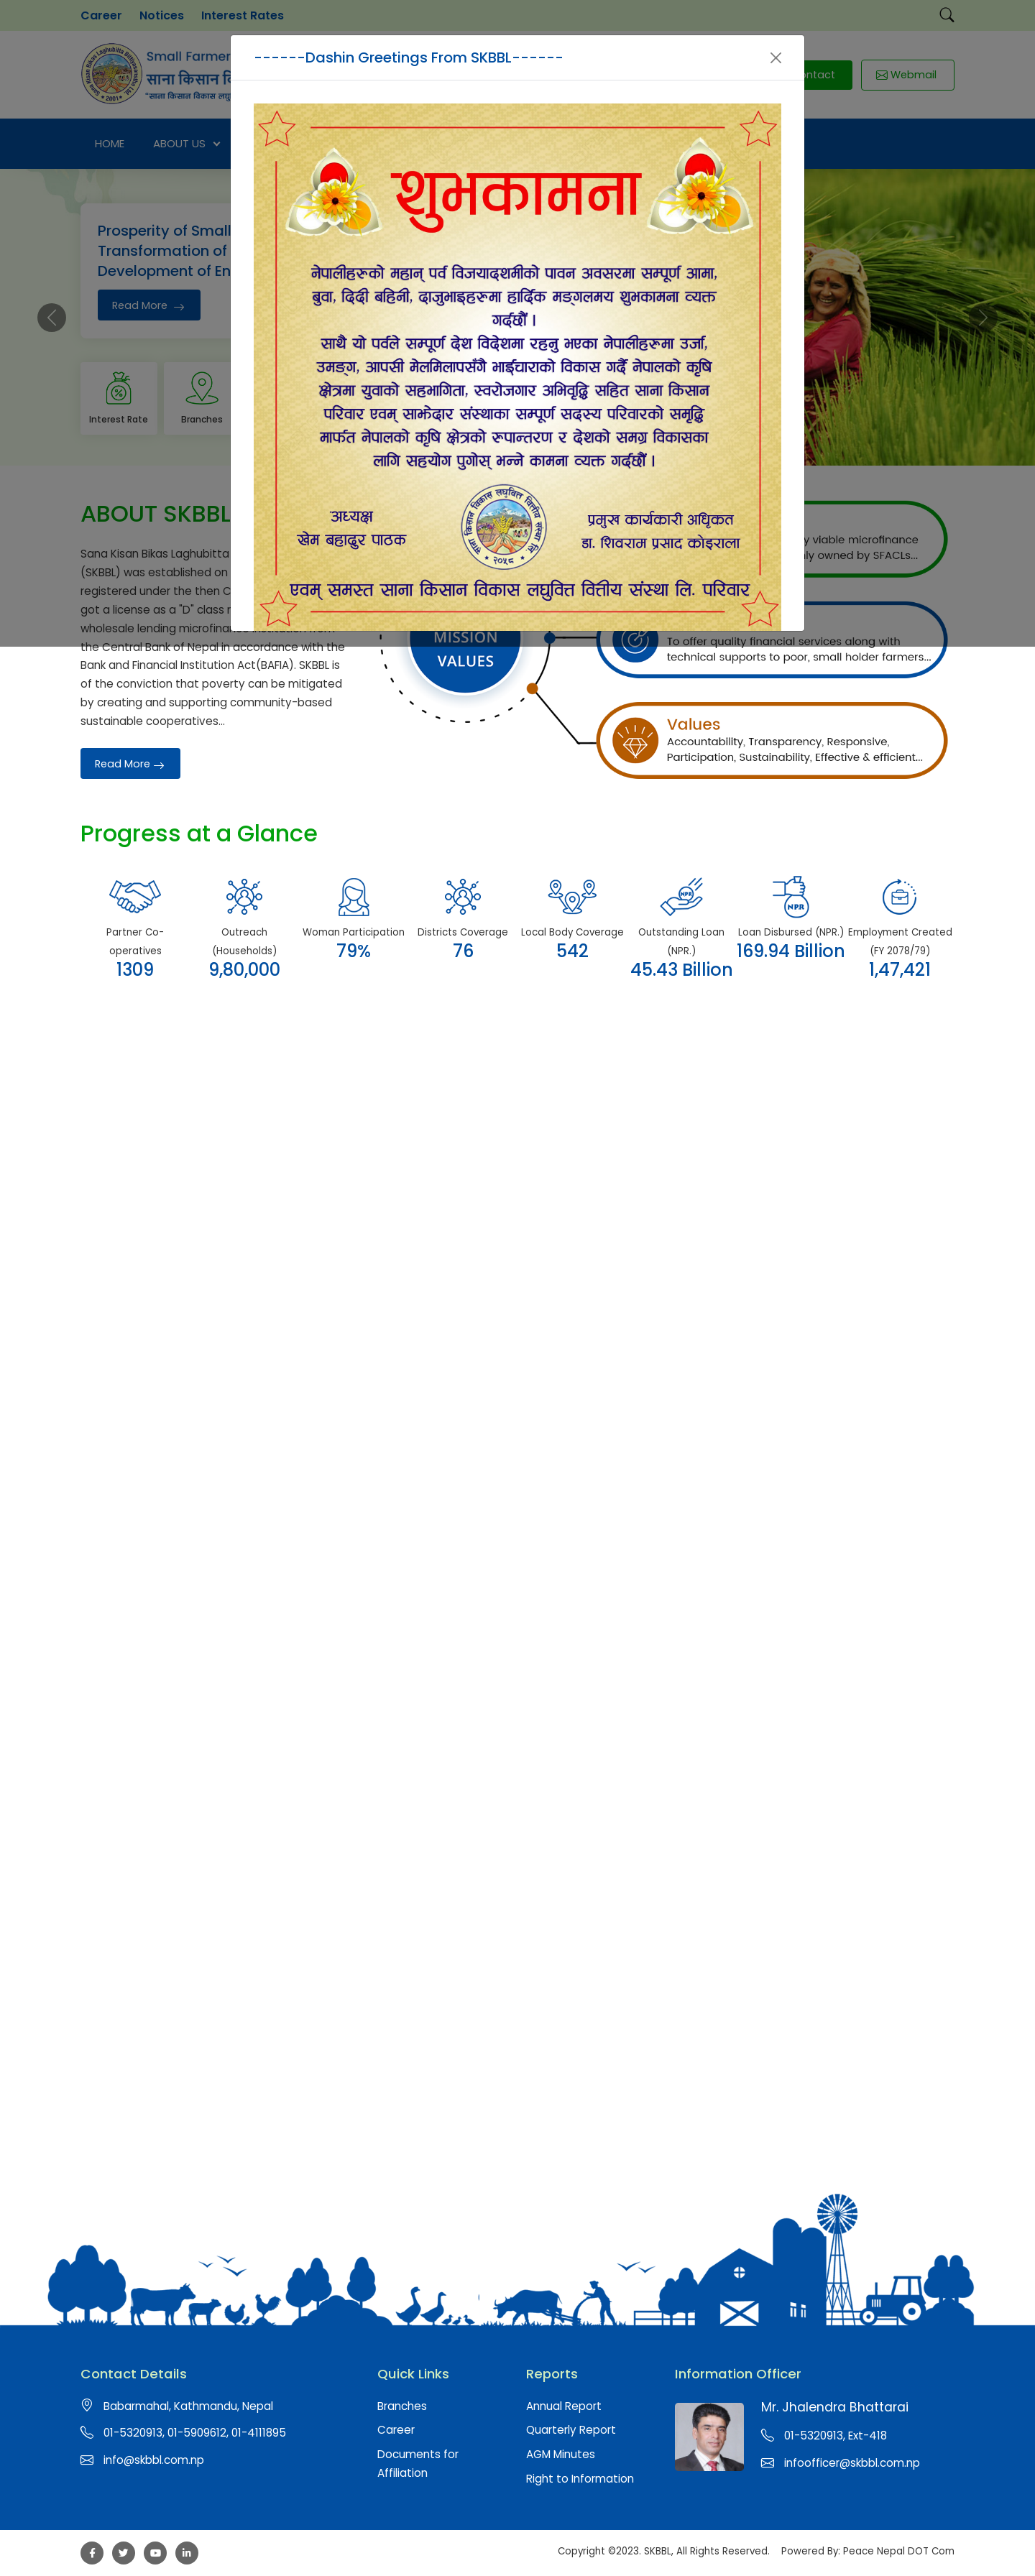 Career Notices Interest Rates
------Dashin Greetings From SKBBL------
Small Farmer
साना किसान वि
"साना किसान विकास लघु
Webmail
HOME ABOUT US
शुभकामना
नेपालीहरूको महान् पर्व विजयादशमीको पावन अवसरमा सम्पूर्ण आमा,
बुवा, दिदी बहिनी, दाजुभाइहरूमा हार्दिक मङ्गलमय शुभकामना व्यक्त
गर्दछौं ।
साथै यो पर्वले सम्पूर्ण देश विदेशमा रहनु भएका नेपालीहरूमा उर्जा,
उमङ्ग, आपसी मेलमिलापसँगै भाईचाराको विकास गर्दै नेपालको कृषि
क्षेत्रमा युवाको सहभागिता, स्वरोजगार अभिवृद्धि सहित साना किसान
परिवार एवम् साझेदार संस्थाका सम्पूर्ण सदस्य परिवारको समृद्धि
मार्फत नेपालको कृषि क्षेत्रको रूपान्तरण र देशको समग्र विकासका
लागि सहयोग पुगोस् भन्ने कामना व्यक्त गर्दछौं ।
अध्यक्ष
खेम बहादुर पाठक
प्रमुख कार्यकारी अधिकृत
डा. शिवराम प्रसाद कोइराला
एवम् समस्त साना किसान विकास लघुवित्त वित्तीय संस्था लि. परिवार
Prosperity of Small
Transformation of
Development of En
Read More
Interest Rate
Branches
ABOUT SKBBL
Sana Kisan Bikas Laghubitta
(SKBBL) was established on
registered under the then C
got a license as a "D" class
wholesale lending microfinance institution from
the Central Bank of Nepal in accordance with the
Bank and Financial Institution Act(BAFIA). SKBBL is
of the conviction that poverty can be mitigated
by creating and supporting community-based
sustainable cooperatives...
Read More
MISSION
VALUES
viable microfinance
owned by SFACLs...
To offer quality financial services along with
technical supports to poor, small holder farmers...
Values
Accountability, Transparency, Responsive,
Participation, Sustainability, Effective & efficient...
Progress at a Glance
Partner Co-operatives
1309
Outreach (Households)
9,80,000
Woman Participation
79%
Districts Coverage
76
Local Body Coverage
542
Outstanding Loan (NPR.)
45.43 Billion
Loan Disbursed (NPR.)
169.94 Billion
Employment Created (FY 2078/79)
1,47,421
Contact Details
Babarmahal, Kathmandu, Nepal
01-5320913, 01-5909612, 01-4111895
info@skbbl.com.np
Quick Links
Branches
Career
Documents for
Affiliation
Reports
Annual Report
Quarterly Report
AGM Minutes
Right to Information
Information Officer
Mr. Jhalendra Bhattarai
01-5320913, Ext-418
infoofficer@skbbl.com.np
Copyright ©2023. SKBBL, All Rights Reserved. Powered By: Peace Nepal DOT Com